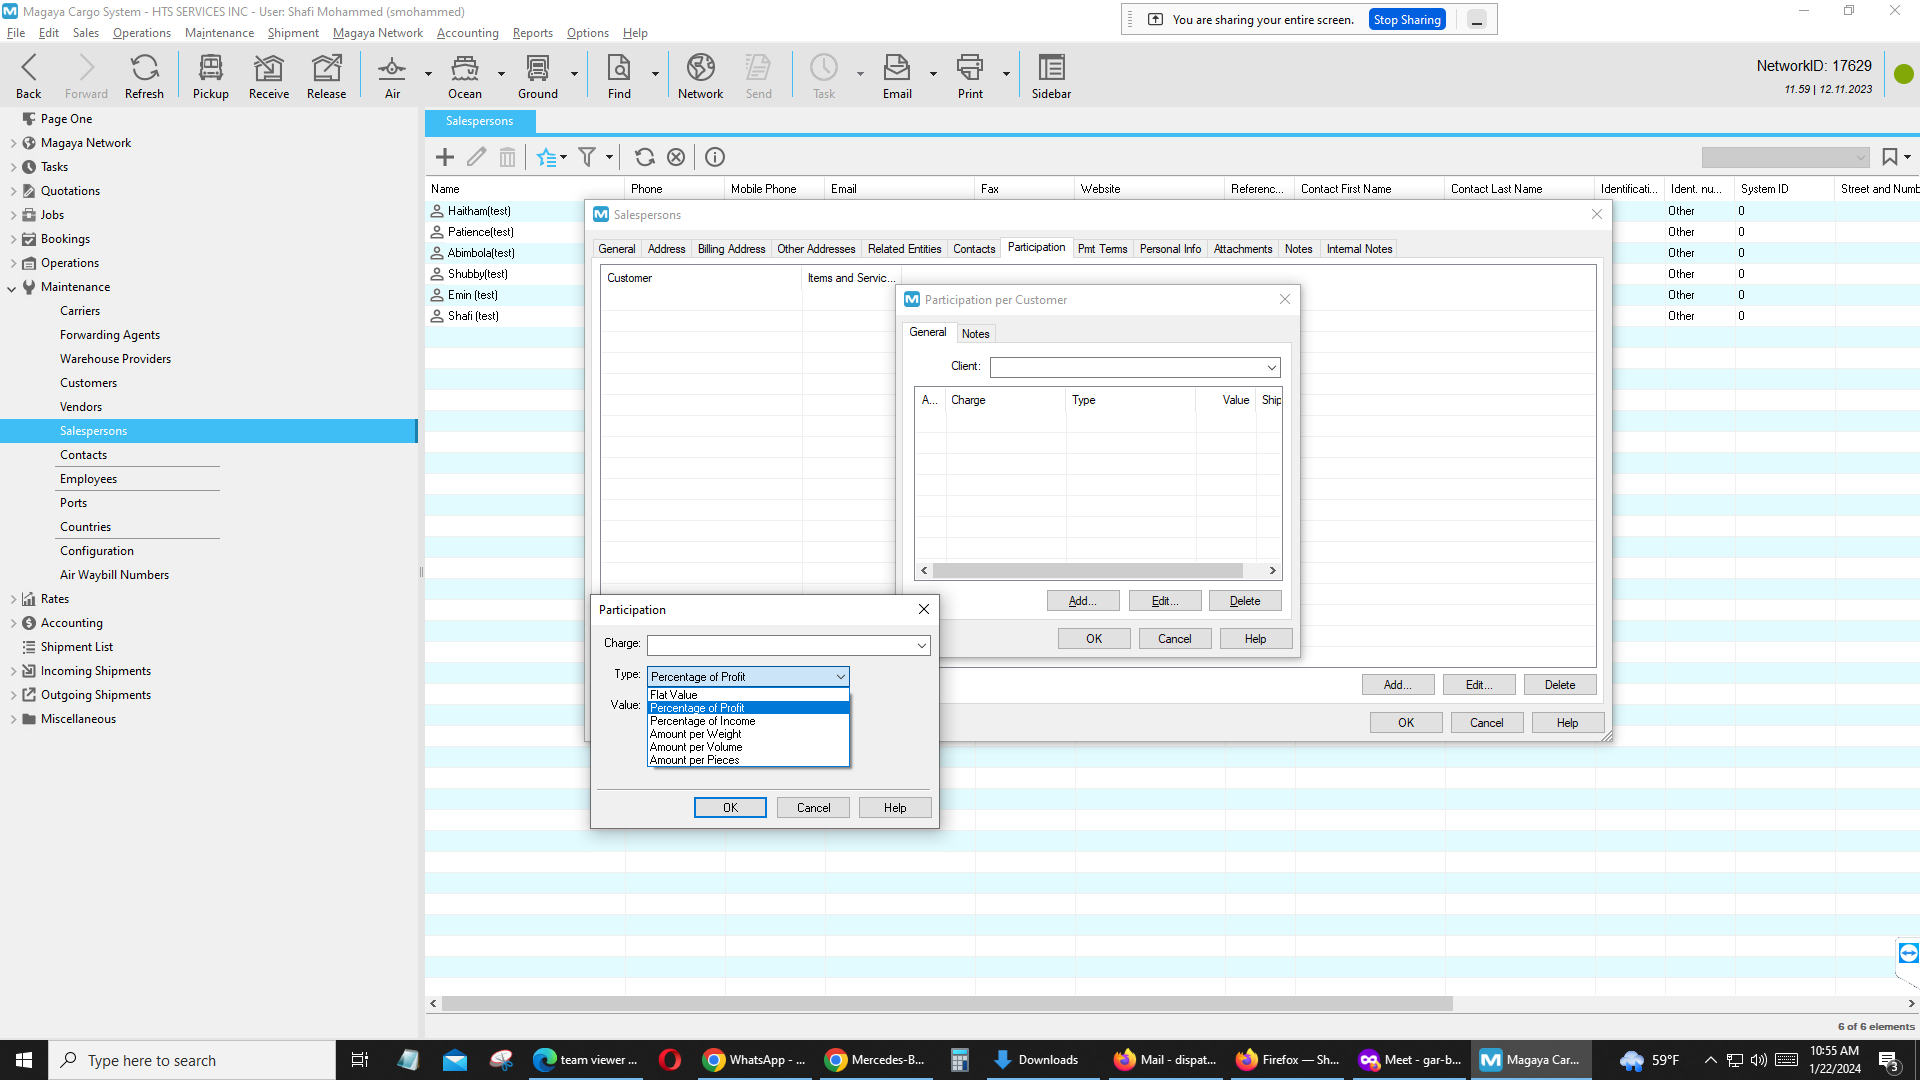 Magaya Cargo System - HTS SERVICES INC - User: Shafi Mohammed (smohammed)
You are sharing your entire screen. Stop Sharing
File Edit Sales Operations Maintenance Shipment Magaya Network Accounting Reports Options Help
Back Forward Refresh Pickup Receive Release Air Ocean Ground Find Network Send Task Email Print Sidebar
NetworkID: 17629
11.59 | 12.11.2023
Page One
Magaya Network
Tasks
Quotations
Jobs
Bookings
Operations
Maintenance
Carriers
Forwarding Agents
Warehouse Providers
Customers
Vendors
Salespersons
Contacts
Employees
Ports
Countries
Configuration
Air Waybill Numbers
Rates
Accounting
Shipment List
Incoming Shipments
Outgoing Shipments
Miscellaneous
Salespersons
Name Phone Mobile Phone Email Fax Website Referenc... Contact First Name Contact Last Name Identificati... Ident. nu... System ID Street and Numb
Haitham(test) Other 0
Patience(test) Other 0
Abimbola(test) Other 0
Shubby(test) Other 0
Emin (test) Other 0
Shafi (test) Other 0
Salespersons
General Address Billing Address Other Addresses Related Entities Contacts Participation Pmt Terms Personal Info Attachments Notes Internal Notes
Customer Items and Servic...
Add... Edit... Delete
OK Cancel Help
Participation per Customer
General Notes
Client:
A... Charge Type Value Ship
Add... Edit... Delete
OK Cancel Help
Participation
Charge:
Type: Percentage of Profit
Value:
Flat Value
Percentage of Profit
Percentage of Income
Amount per Weight
Amount per Volume
Amount per Pieces
OK Cancel Help
6 of 6 elements
Type here to search
team viewer ...
WhatsApp - ...
Mercedes-B...
Downloads
Mail - dispat...
Firefox — Sh...
Meet - gar-b...
Magaya Car...
59°F
10:55 AM
1/22/2024
3